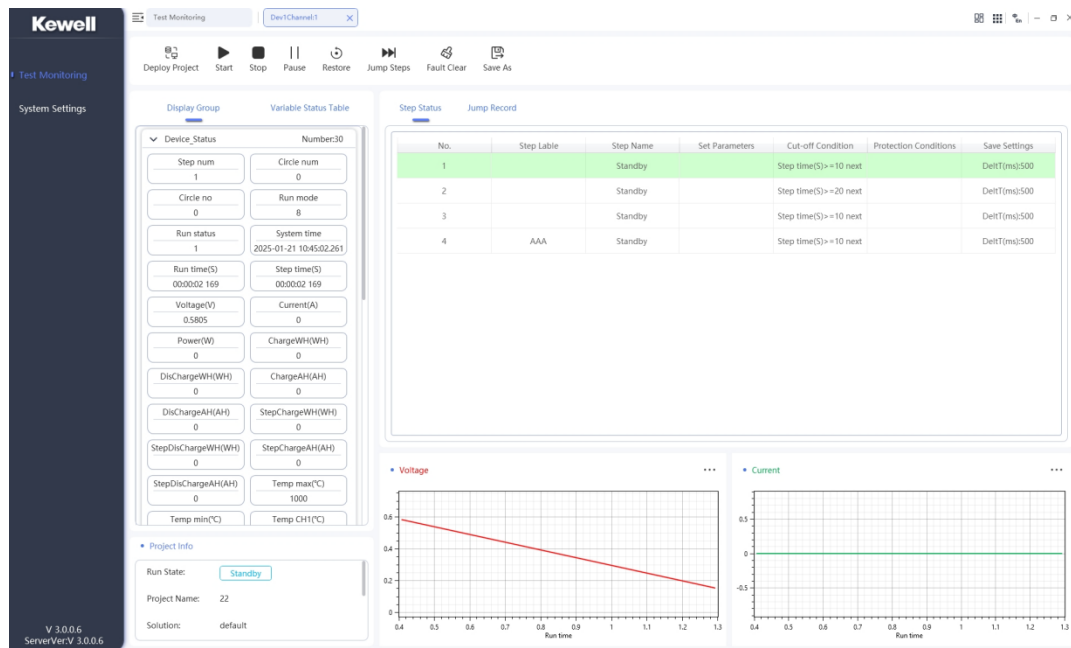 Kewell
Test Monitoring
Dev1Channel:1
Test Monitoring
System Settings
V 3.0.0.6
ServerVer:V 3.0.0.6
Deploy Project Start Stop Pause Restore Jump Steps Fault Clear Save As
Display Group Variable Status Table
Device_Status Number:30
Step num Circle num
1 0
Circle no Run mode
0 8
Run status System time
1 2025-01-21 10:45:02.261
Run time(S) Step time(S)
00:00:02 169 00:00:02 169
Voltage(V) Current(A)
0.5805 0
Power(W) ChargeWH(WH)
0 0
DisChargeWH(WH) ChargeAH(AH)
0 0
DisChargeAH(AH) StepChargeWH(WH)
0 0
StepDisChargeWH(WH) StepChargeAH(AH)
0 0
StepDisChargeAH(AH) Temp max(℃)
0 1000
Temp min(℃) Temp CH1(℃)
Project Info
Run State: Standby
Project Name: 22
Solution: default
Step Status Jump Record
No. Step Lable Step Name Set Parameters Cut-off Condition Protection Conditions Save Settings
1 Standby Step time(S)>=10 next DeltT(ms):500
2 Standby Step time(S)>=20 next DeltT(ms):500
3 Standby Step time(S)>=10 next DeltT(ms):500
4 AAA Standby Step time(S)>=10 next DeltT(ms):500
Voltage
0.6
0.4
0.2
0
0.4 0.5 0.6 0.7 0.8 0.9 1 1.1 1.2 1.3
Run time
Current
0.5
0
-0.5
0.4 0.5 0.6 0.7 0.8 0.9 1 1.1 1.2 1.3
Run time